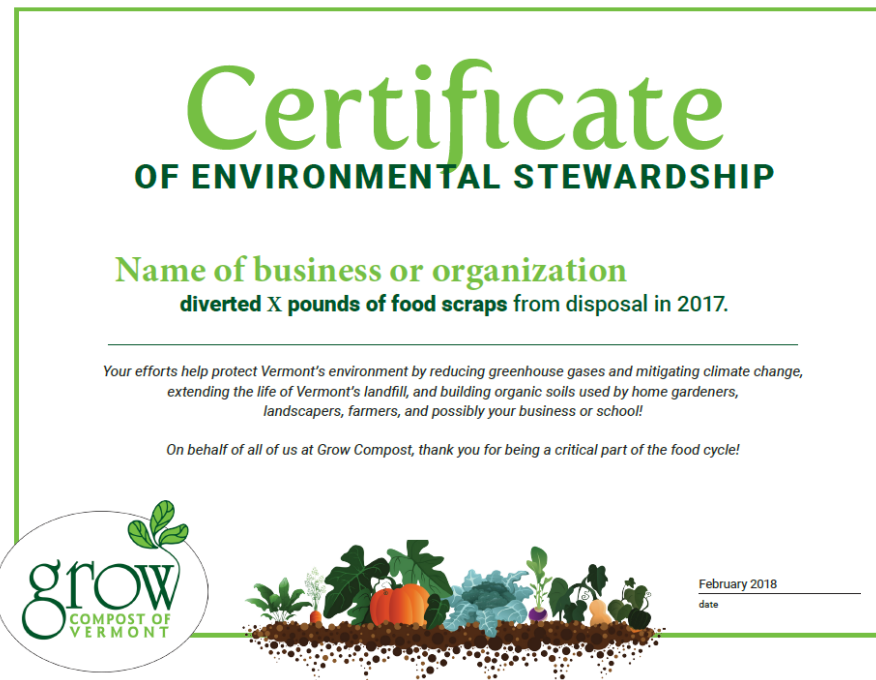 Certificate
OF ENVIRONMENTAL STEWARDSHIP
Name of business or organization
diverted X pounds of food scraps from disposal in 2017.
Your efforts help protect Vermont's environment by reducing greenhouse gases and mitigating climate change,
extending the life of Vermont's landfill, and building organic soils used by home gardeners,
landscapers, farmers, and possibly your business or school!
On behalf of all of us at Grow Compost, thank you for being a critical part of the food cycle!
grow
COMPOST OF
VERMONT
February 2018
date